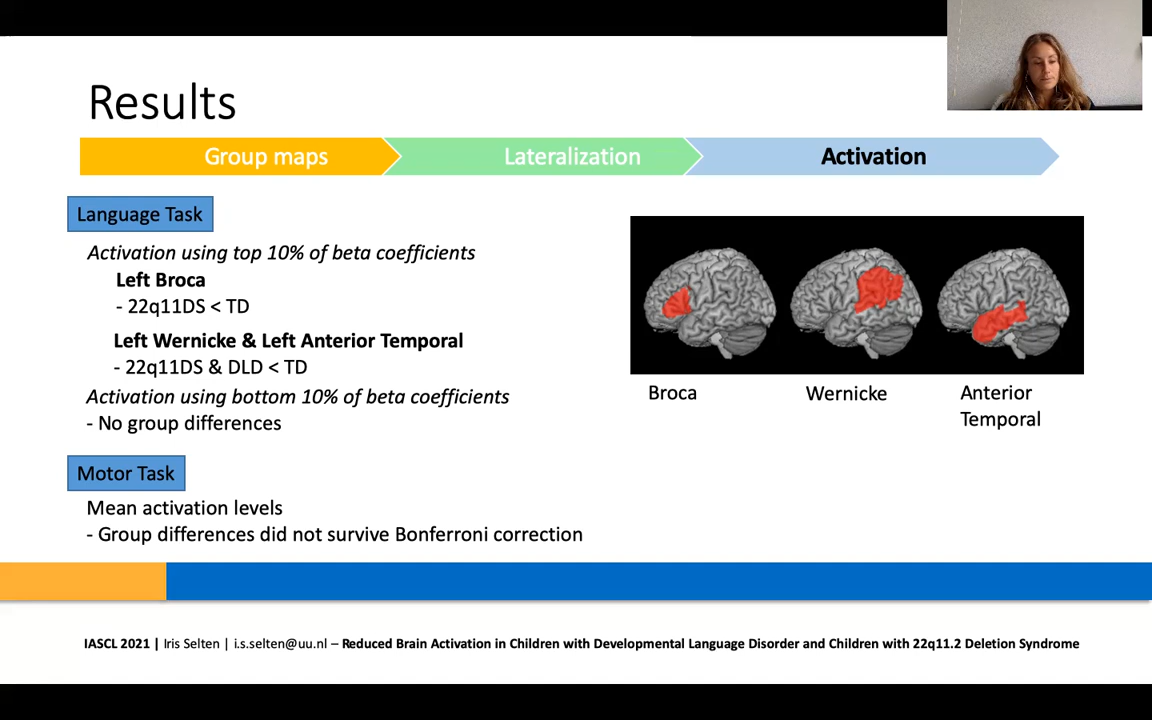 Results
Group maps
Lateralization
Activation
Language Task
Activation using top 10% of beta coefficients
Left Broca
- 22q11DS < TD
Left Wernicke & Left Anterior Temporal
- 22q11DS & DLD < TD
Activation using bottom 10% of beta coefficients
- No group differences
Broca
Wernicke
Anterior
Temporal
Motor Task
Mean activation levels
- Group differences did not survive Bonferroni correction
IASCL 2021 | Iris Selten | i.s.selten@uu.nl – Reduced Brain Activation in Children with Developmental Language Disorder and Children with 22q11.2 Deletion Syndrome